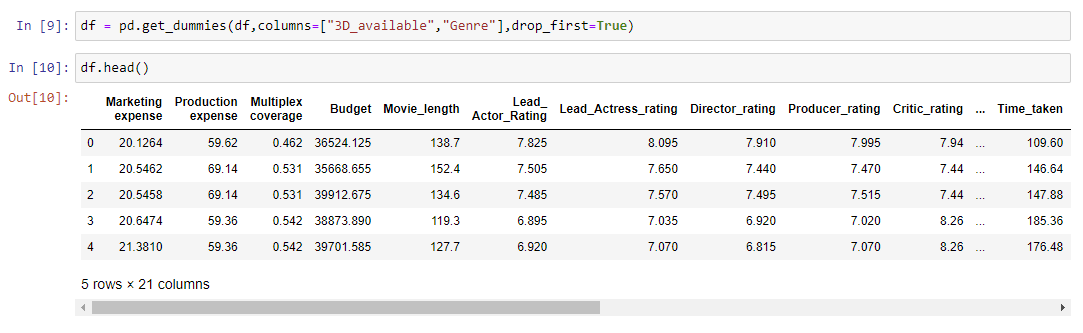 In [9]: df = pd.get_dummies(df,columns=["3D_available","Genre"],drop_first=True)
In [10]: df.head()
Out[10]:
Marketing expense Production expense Multiplex coverage Budget Movie_length Lead_ Actor_Rating Lead_Actress_rating Director_rating Producer_rating Critic_rating ... Time_taken
0 20.1264 59.62 0.462 36524.125 138.7 7.825 8.095 7.910 7.995 7.94 ... 109.60
1 20.5462 69.14 0.531 35668.655 152.4 7.505 7.650 7.440 7.470 7.44 ... 146.64
2 20.5458 69.14 0.531 39912.675 134.6 7.485 7.570 7.495 7.515 7.44 ... 147.88
3 20.6474 59.36 0.542 38873.890 119.3 6.895 7.035 6.920 7.020 8.26 ... 185.36
4 21.3810 59.36 0.542 39701.585 127.7 6.920 7.070 6.815 7.070 8.26 ... 176.48
5 rows × 21 columns